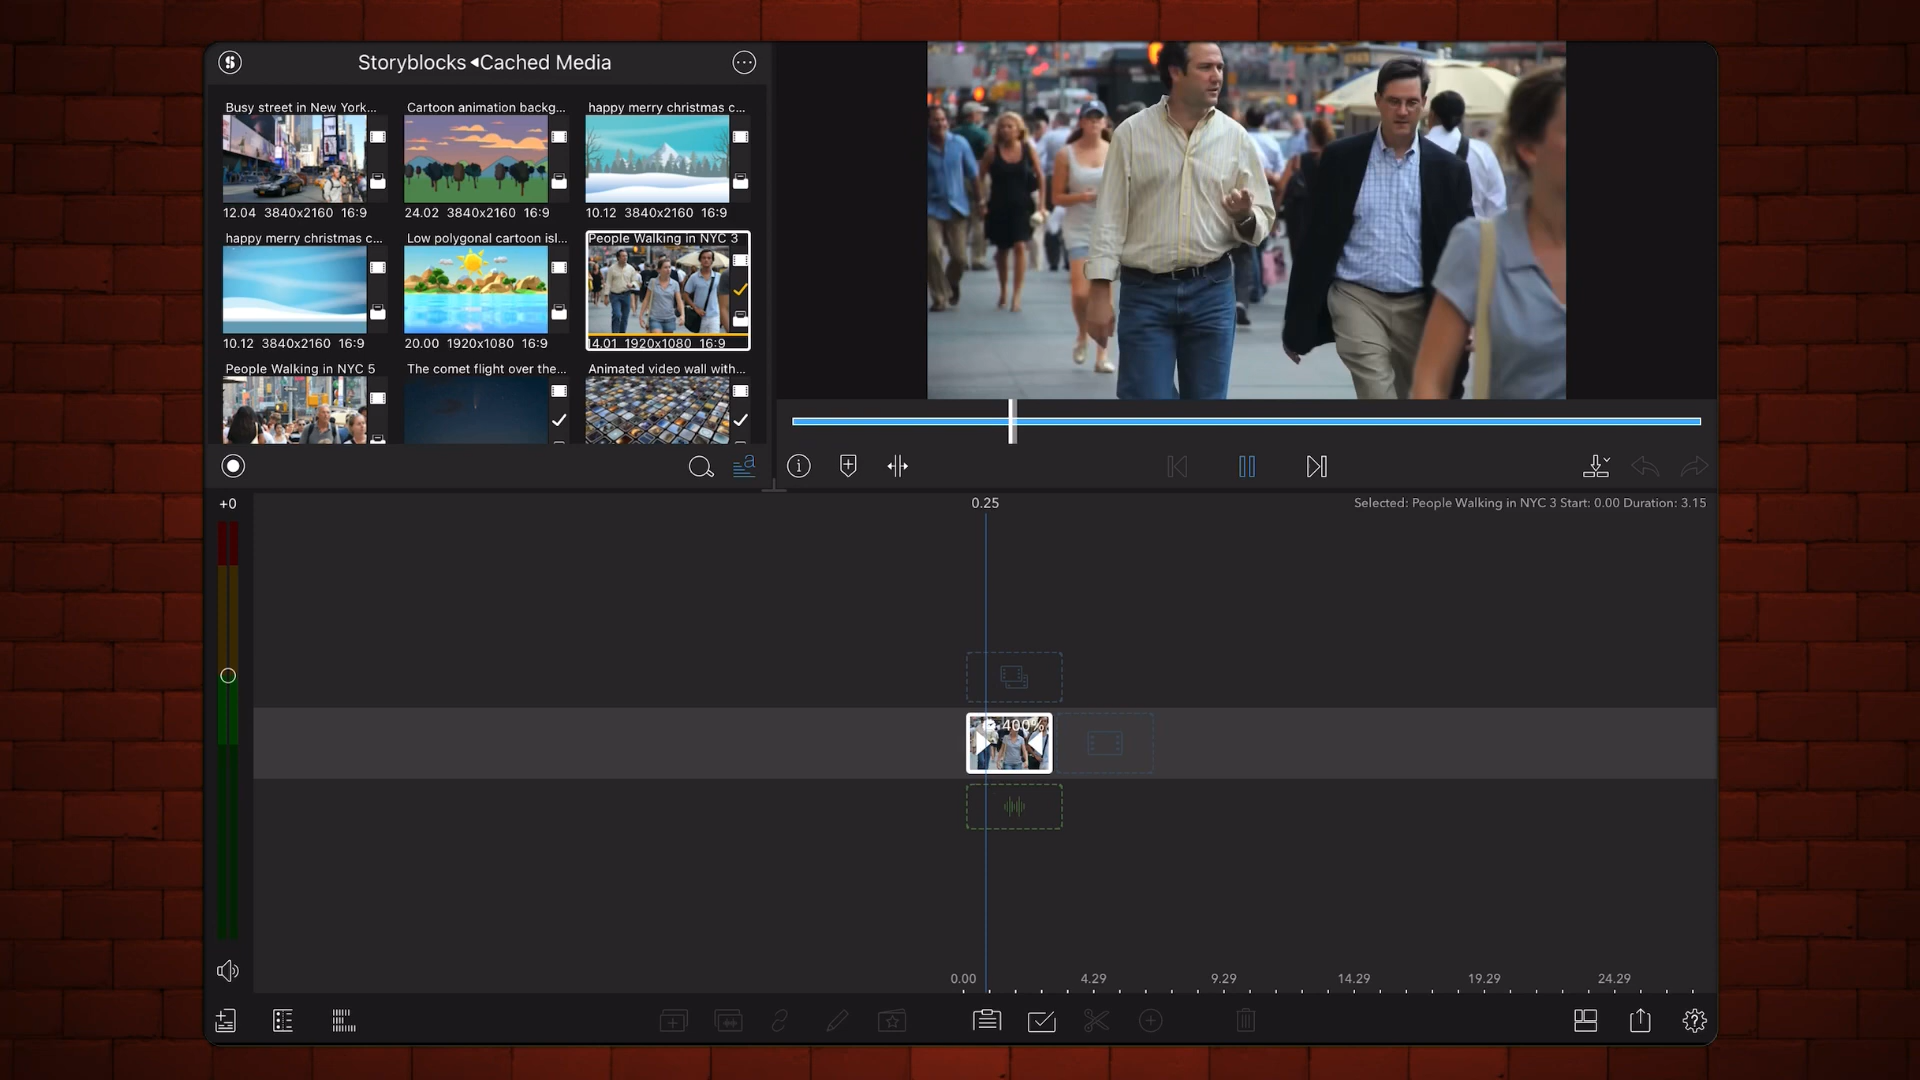 Storyblocks ◂Cached Media
Busy street in New York...
Cartoon animation backg...
happy merry christmas c...
12.04 3840x2160 16:9
24.02 3840x2160 16:9
10.12 3840x2160 16:9
happy merry christmas c...
Low polygonal cartoon isl...
People Walking in NYC 3
10.12 3840x2160 16:9
20.00 1920x1080 16:9
14.01 1920x1080 16:9
People Walking in NYC 5
The comet flight over the...
Animated video wall with...
a
+0
0.25
Selected: People Walking in NYC 3 Start: 0.00 Duration: 3.15
400%
0.00
4.29
9.29
14.29
19.29
24.29